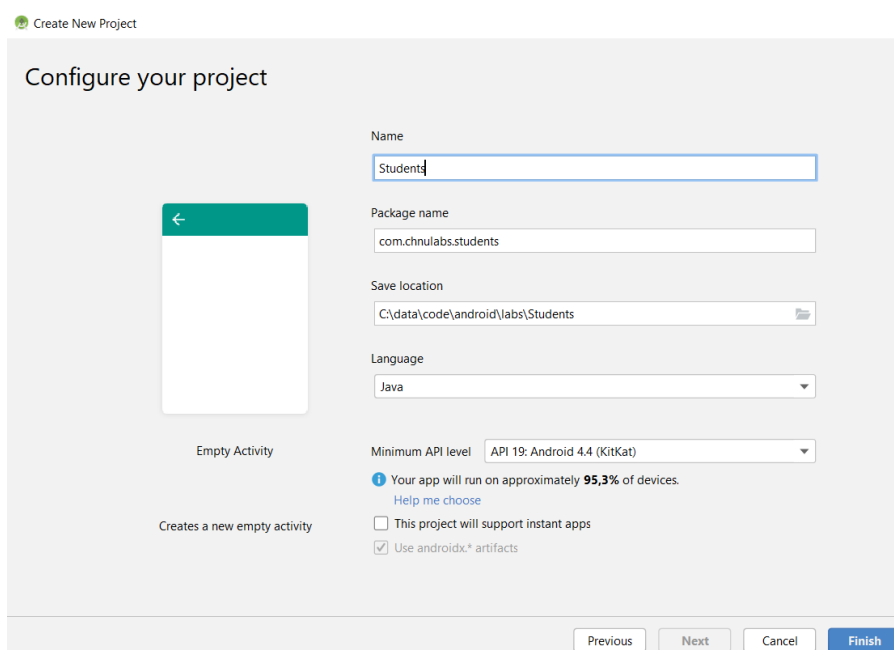 Create New Project
Configure your project
Name
Students
Package name
com.chnulabs.students
Save location
C:\data\code\android\labs\Students
Language
Java
Empty Activity
Minimum API level API 19: Android 4.4 (KitKat)
Your app will run on approximately 95,3% of devices.
Help me choose
Creates a new empty activity
This project will support instant apps
Use androidx.* artifacts
Previous Next Cancel Finish